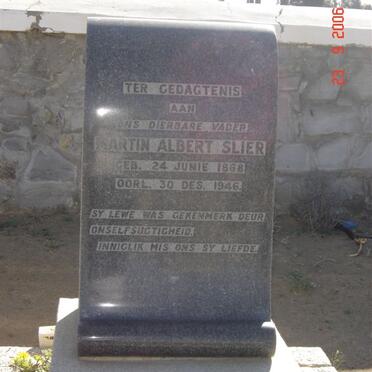 TER GEDAGTENIS
AAN
ONS DIERBARE VADER
MARTIN ALBERT SLIER
GEB. 24 JUNIE 1868
OORL. 30 DES. 1946.
SY LEWE WAS GEKENMERK DEUR
ONSELFSUGTIGHEID.
INNIGLIK MIS ONS SY LIEFDE.
23 9 2006